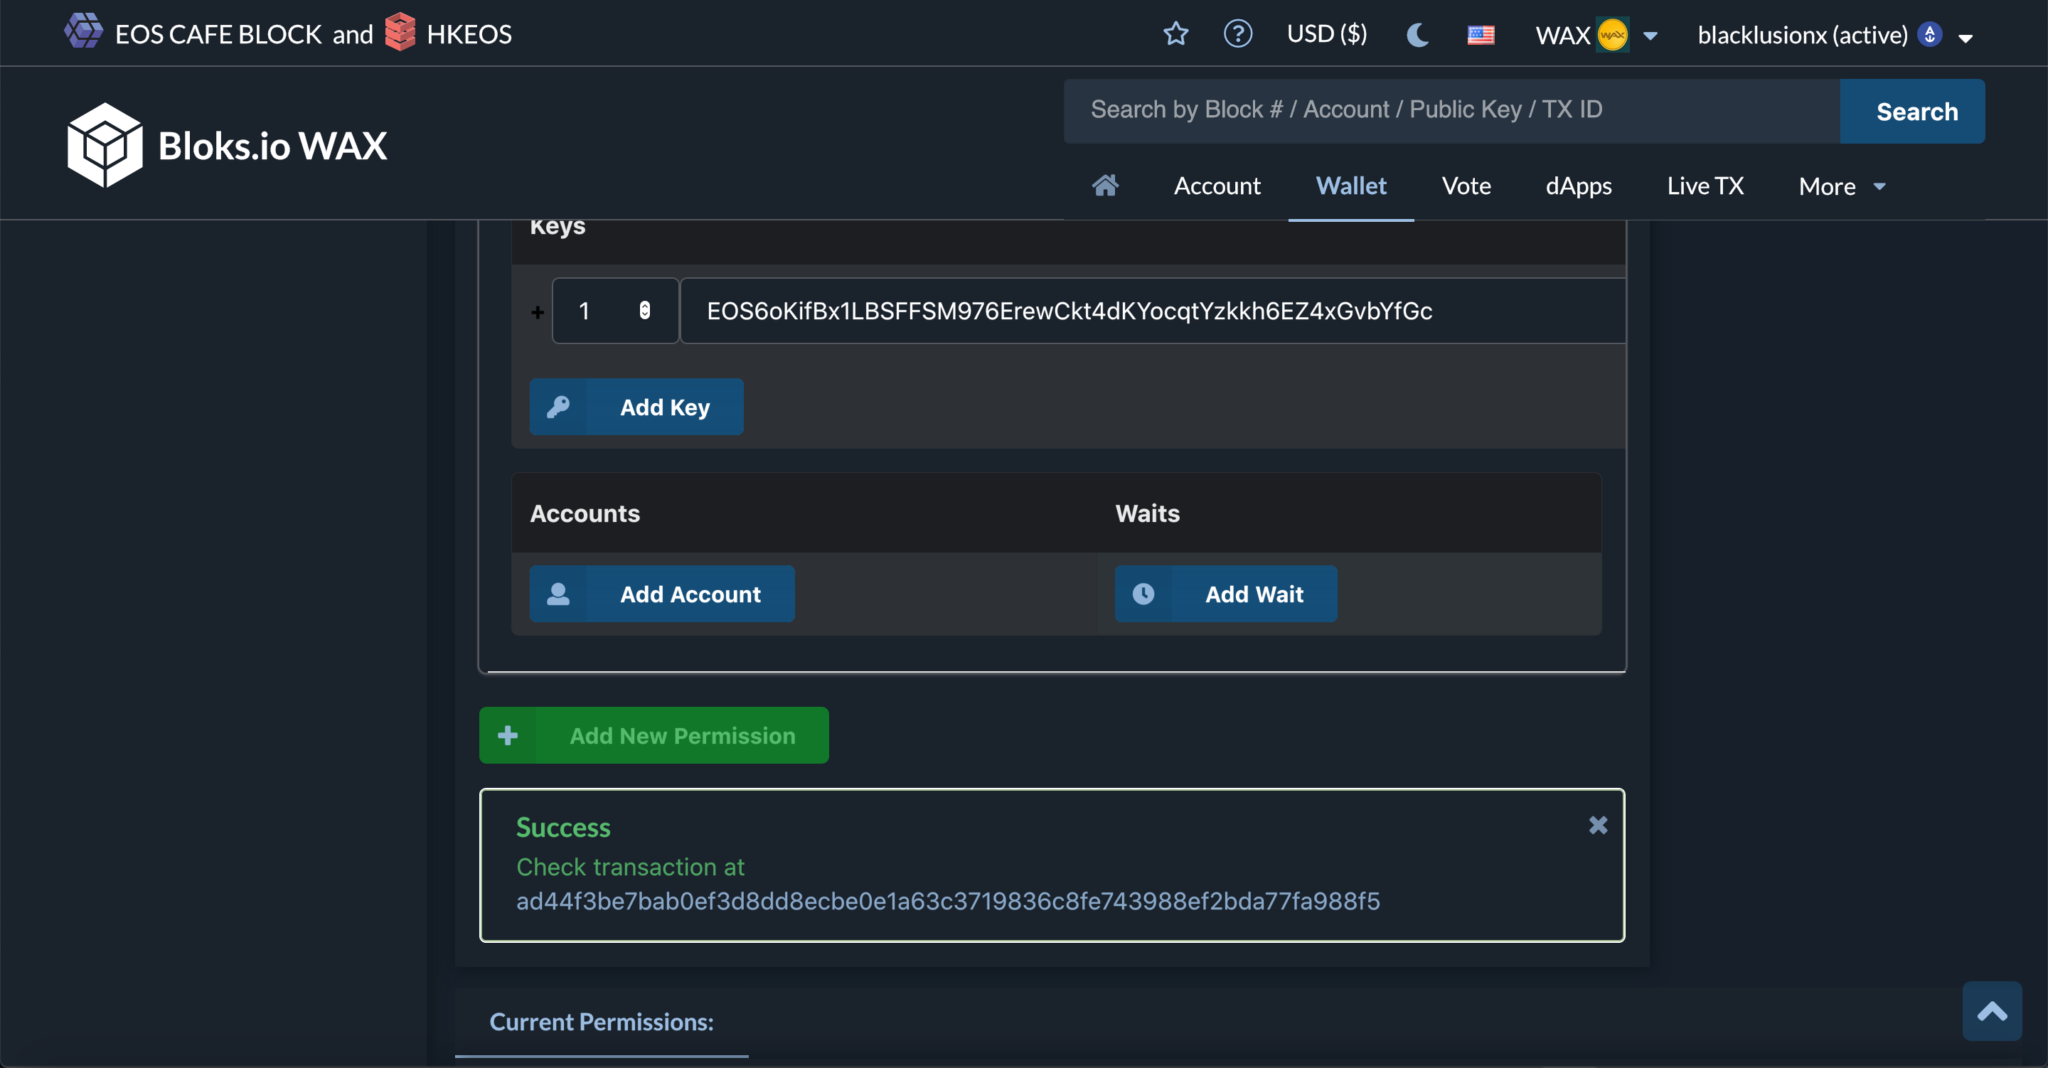 EOS CAFE BLOCK and HKEOS
USD ($)
WAX
blacklusionx (active)
Bloks.io WAX
Search by Block # / Account / Public Key / TX ID
Search
Account
Wallet
Vote
dApps
Live TX
More
Keys
1
EOS6oKifBx1LBSFFSM976ErewCkt4dKYocqtYzkkh6EZ4xGvbYfGc
Add Key
Accounts
Waits
Add Account
Add Wait
Add New Permission
Success
Check transaction at
ad44f3be7bab0ef3d8dd8ecbe0e1a63c3719836c8fe743988ef2bda77fa988f5
Current Permissions: